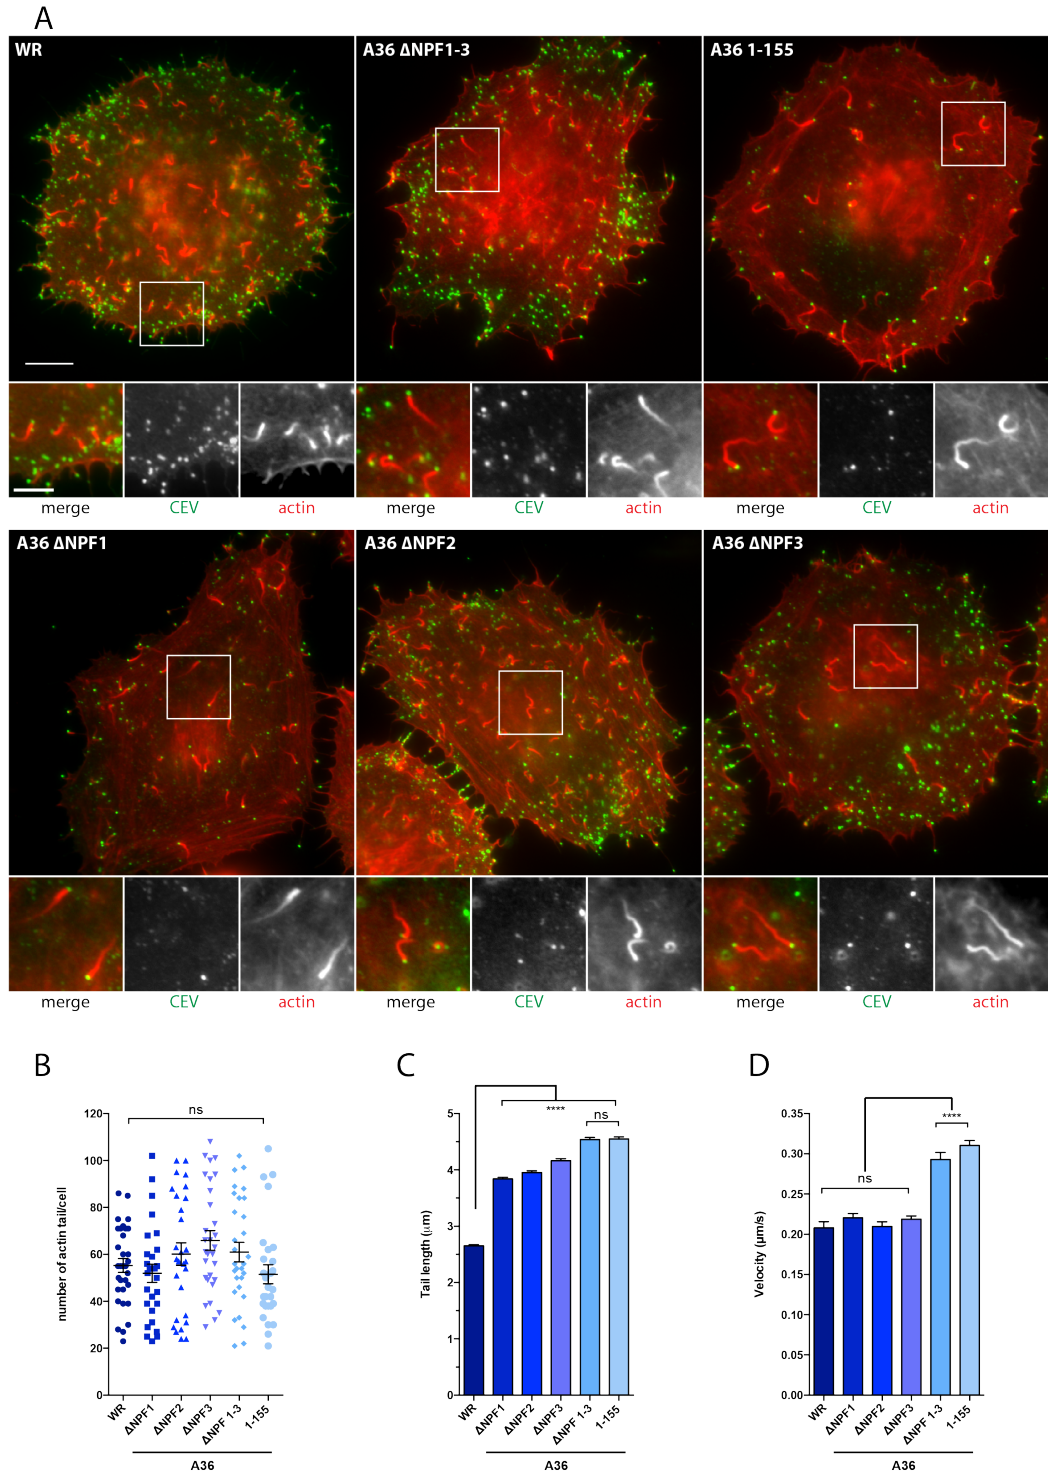 A
WR
A36 ΔNPF1-3
A36 1-155
merge
CEV
actin
merge
CEV
actin
merge
CEV
actin
A36 ΔNPF1
A36 ΔNPF2
A36 ΔNPF3
merge
CEV
actin
merge
CEV
actin
merge
CEV
actin
B
number of actin tail/cell
120
100
80
60
40
20
0
ns
WR
ΔNPF1
ΔNPF2
ΔNPF3
ΔNPF 1-3
1-155
A36
C
Tail length (µm)
5
4
3
2
1
0
****
ns
WR
ΔNPF1
ΔNPF2
ΔNPF3
ΔNPF 1-3
1-155
A36
D
Velocity (µm/s)
0.35
0.30
0.25
0.20
0.15
0.10
0.05
0.00
ns
****
WR
ΔNPF1
ΔNPF2
ΔNPF3
ΔNPF 1-3
1-155
A36